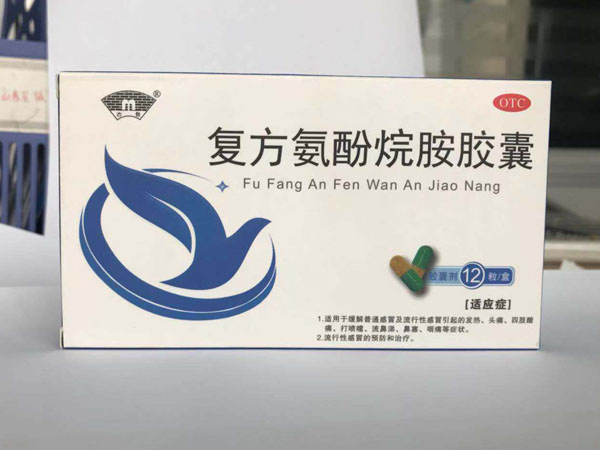 ®
OTC
复方氨酚烷胺胶囊
Fu Fang An Fen Wan An Jiao Nang
胶囊剂 12 粒/盒
[适应症]
1.适用于缓解普通感冒及流行性感冒引起的发热、头痛、四肢酸
痛、打喷嚏、流鼻涕、鼻塞、咽痛等症状。
2.流行性感冒的预防和治疗。